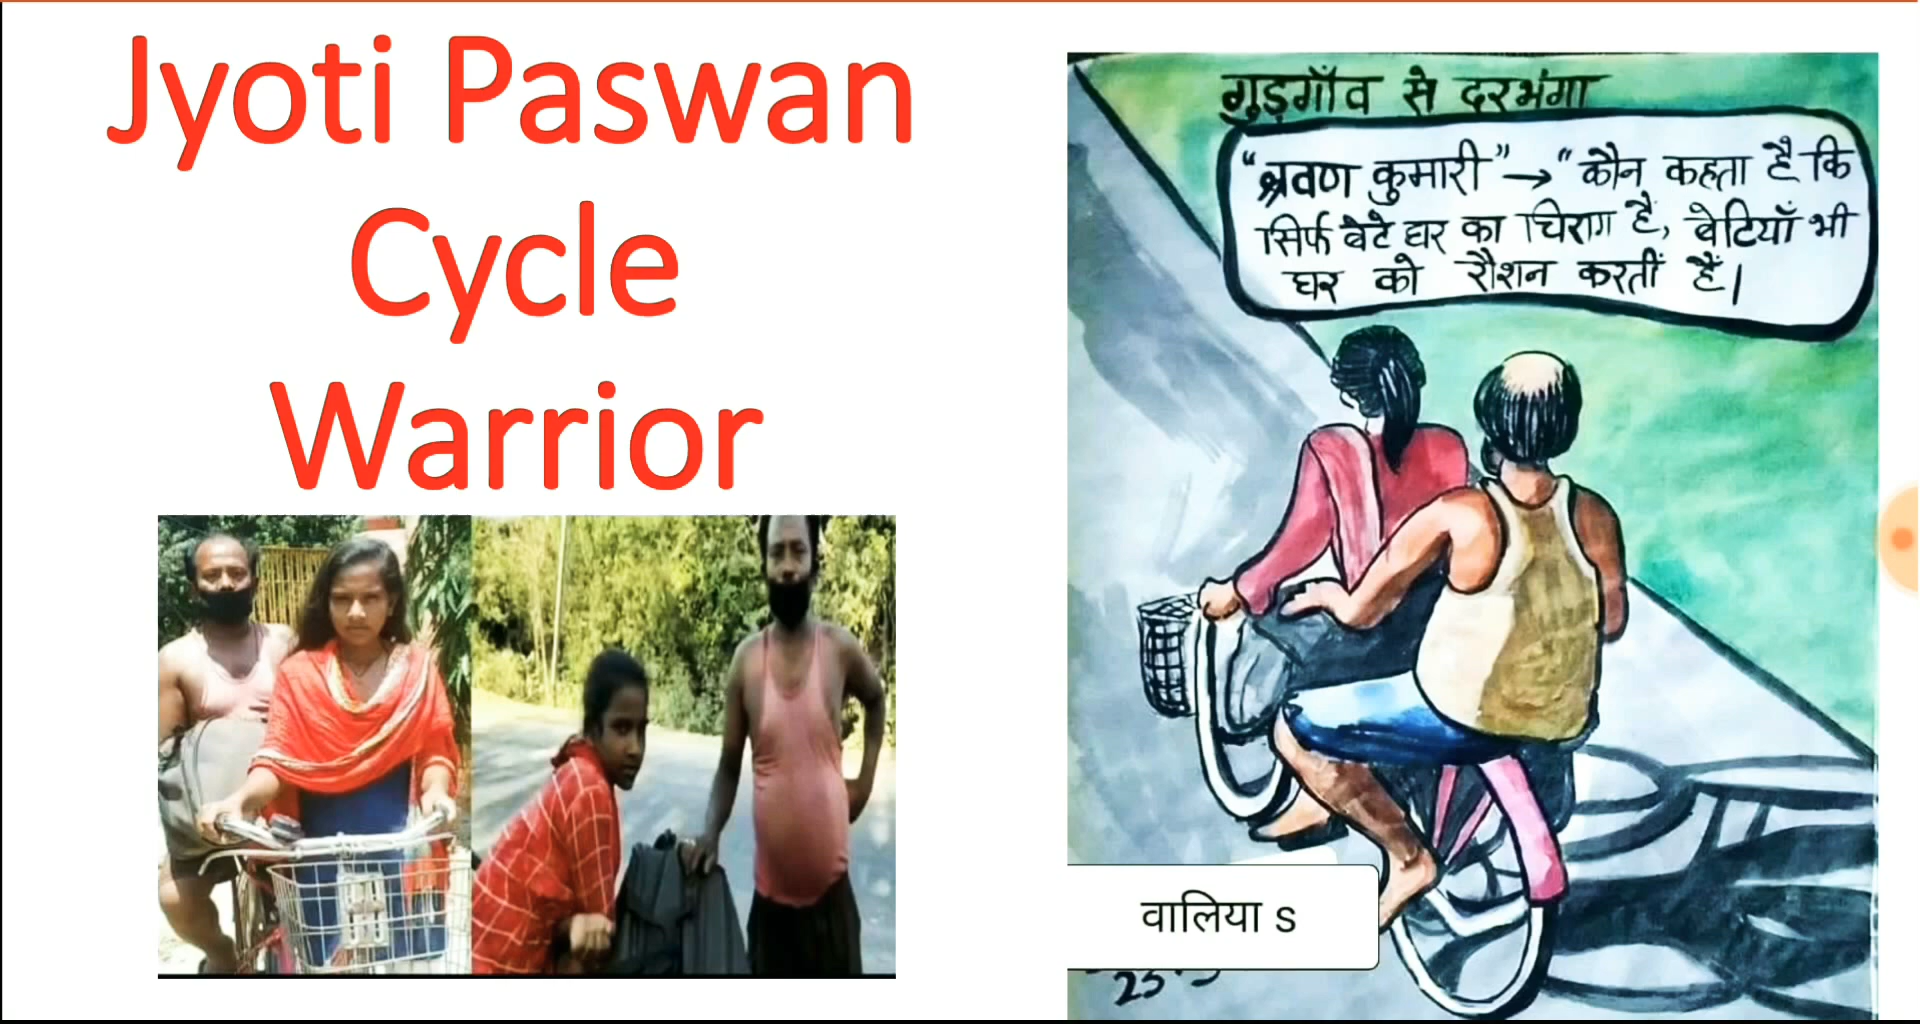 Jyoti Paswan
Cycle
Warrior
गुड़गाँव से दरभंगा
"श्रवण कुमारी" → "कौन कहता है कि
सिर्फ बेटे घर का चिराग है, बेटियाँ भी
घर को रौशन करतीं हैं।
वालिया s